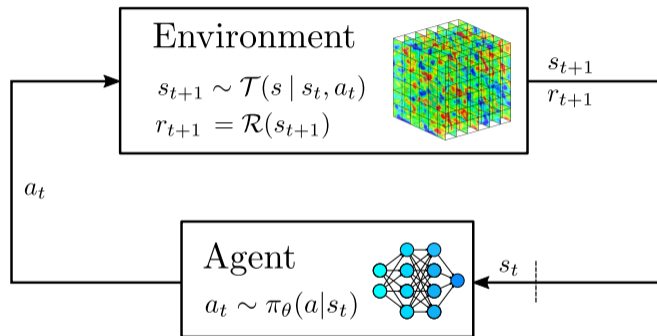 Environment
s_{t+1} ∼ 𝒯(s | s_t, a_t)
r_{t+1} = ℛ(s_{t+1})
s_{t+1}
r_{t+1}
a_t
Agent
a_t ∼ π_θ(a|s_t)
s_t